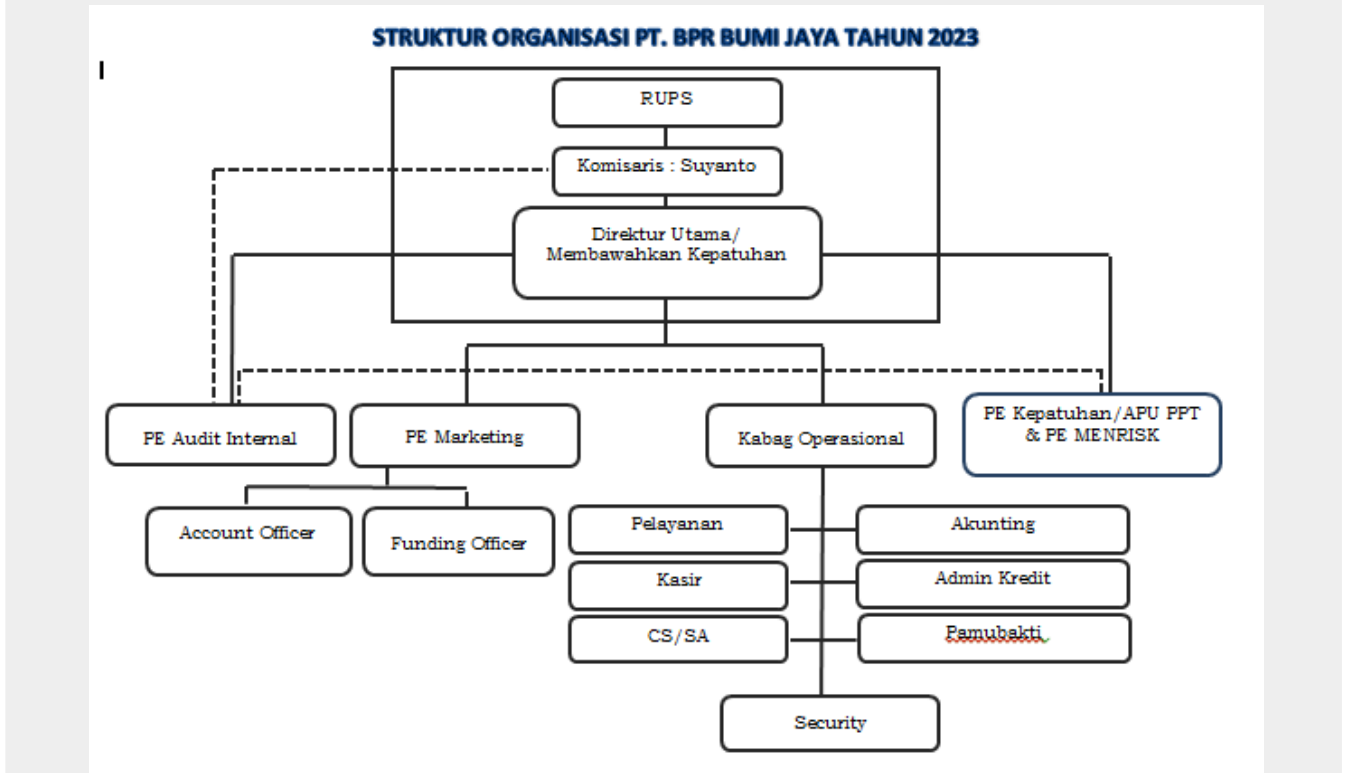 STRUKTUR ORGANISASI PT. BPR BUMI JAYA TAHUN 2023
RUPS
Komisaris : Suyanto
Direktur Utama/
Membawahkan Kepatuhan
PE Audit Internal
PE Marketing
Kabag Operasional
PE Kepatuhan/APU PPT
& PE MENRISK
Account Officer
Funding Officer
Pelayanan
Akunting
Kasir
Admin Kredit
CS/SA
Pamubakti
Security